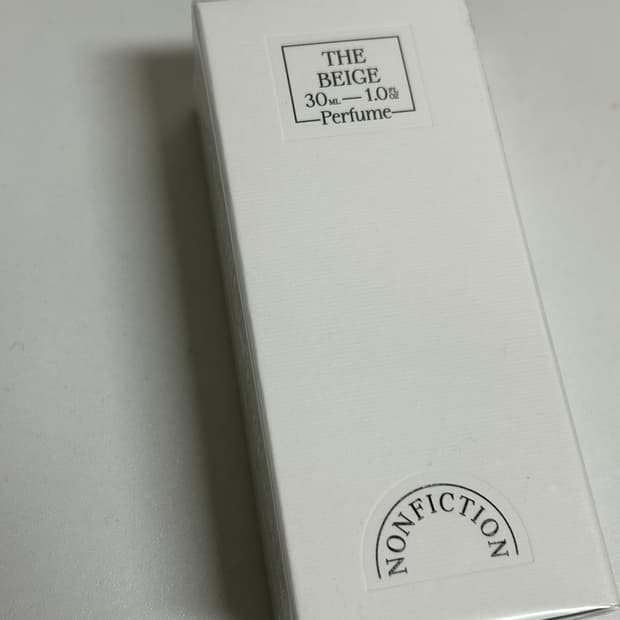 THE
BEIGE
30ML — 1.0FL OZ
Perfume
NONFICTION